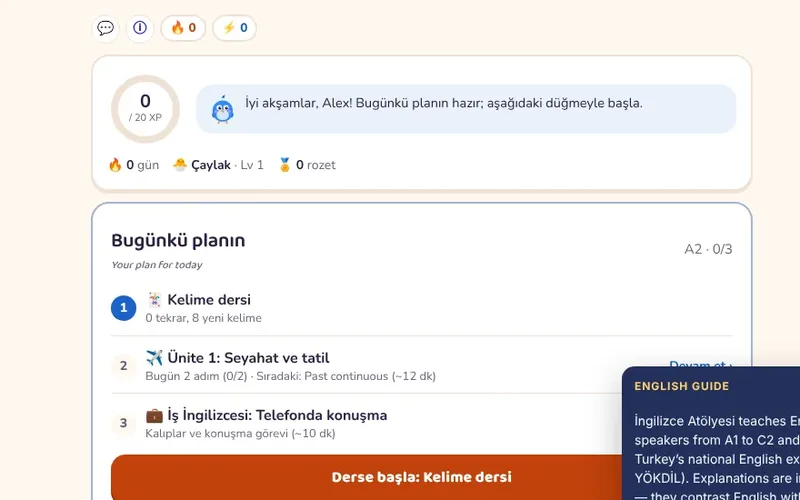 0
0
0
/ 20 XP
İyi akşamlar, Alex! Bugünkü planın hazır; aşağıdaki düğmeyle başla.
0 gün
Çaylak · Lv 1
0 rozet
Bugünkü planın
A2 · 0/3
Your plan for today
1
Kelime dersi
0 tekrar, 8 yeni kelime
2
Ünite 1: Seyahat ve tatil
Devam et ›
Bugün 2 adım (0/2) · Sıradaki: Past continuous (~12 dk)
3
İş İngilizcesi: Telefonda konuşma
Kalıplar ve konuşma görevi (~10 dk)
Derse başla: Kelime dersi
ENGLISH GUIDE
İngilizce Atölyesi teaches En
speakers from A1 to C2 and
Turkey's national English ex
YÖKDİL). Explanations are i
— they contrast English with